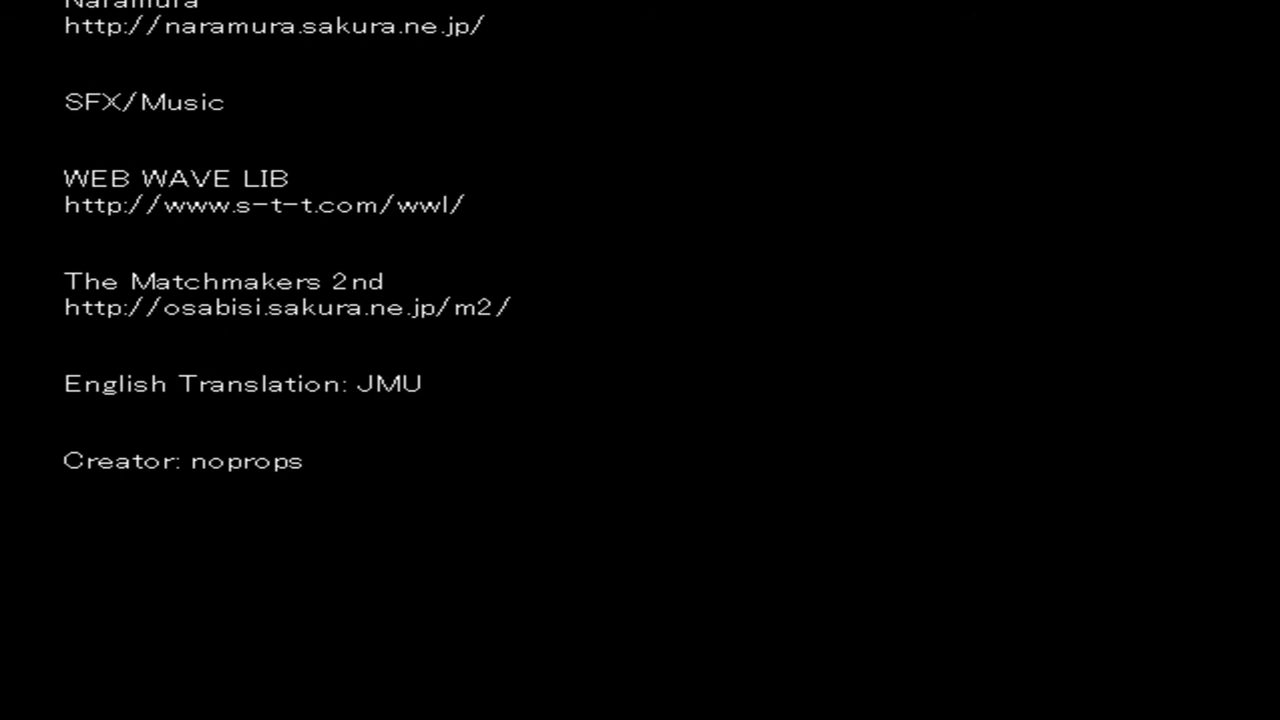 Naramura
http://naramura.sakura.ne.jp/
SFX/Music
WEB WAVE LIB
http://www.s-t-t.com/wwl/
The Matchmakers 2nd
http://osabisi.sakura.ne.jp/m2/
English Translation: JMU
Creator: noprops